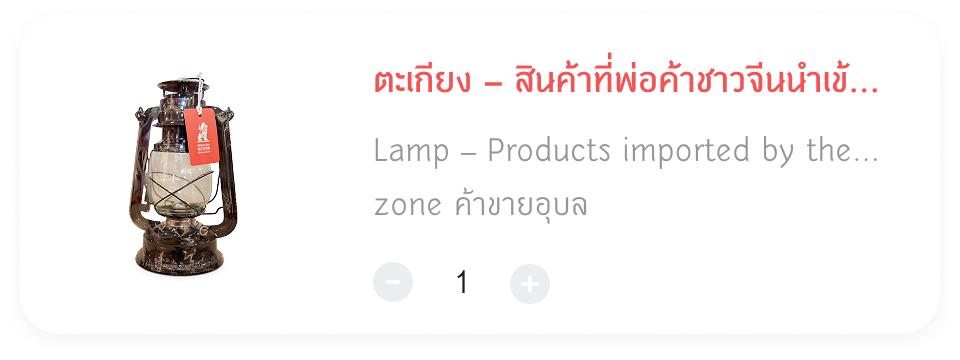 ตะเกียง – สินค้าที่พ่อค้าชาวจีนนำเข้...
Lamp – Products imported by the...
zone ค้าขายอุบล
1